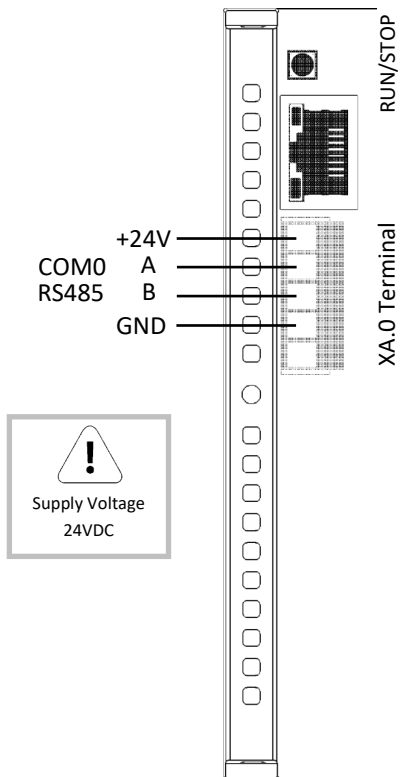 RUN/STOP
+24V
COM0 A
RS485 B
GND
XA.0 Terminal
!
Supply Voltage
24VDC